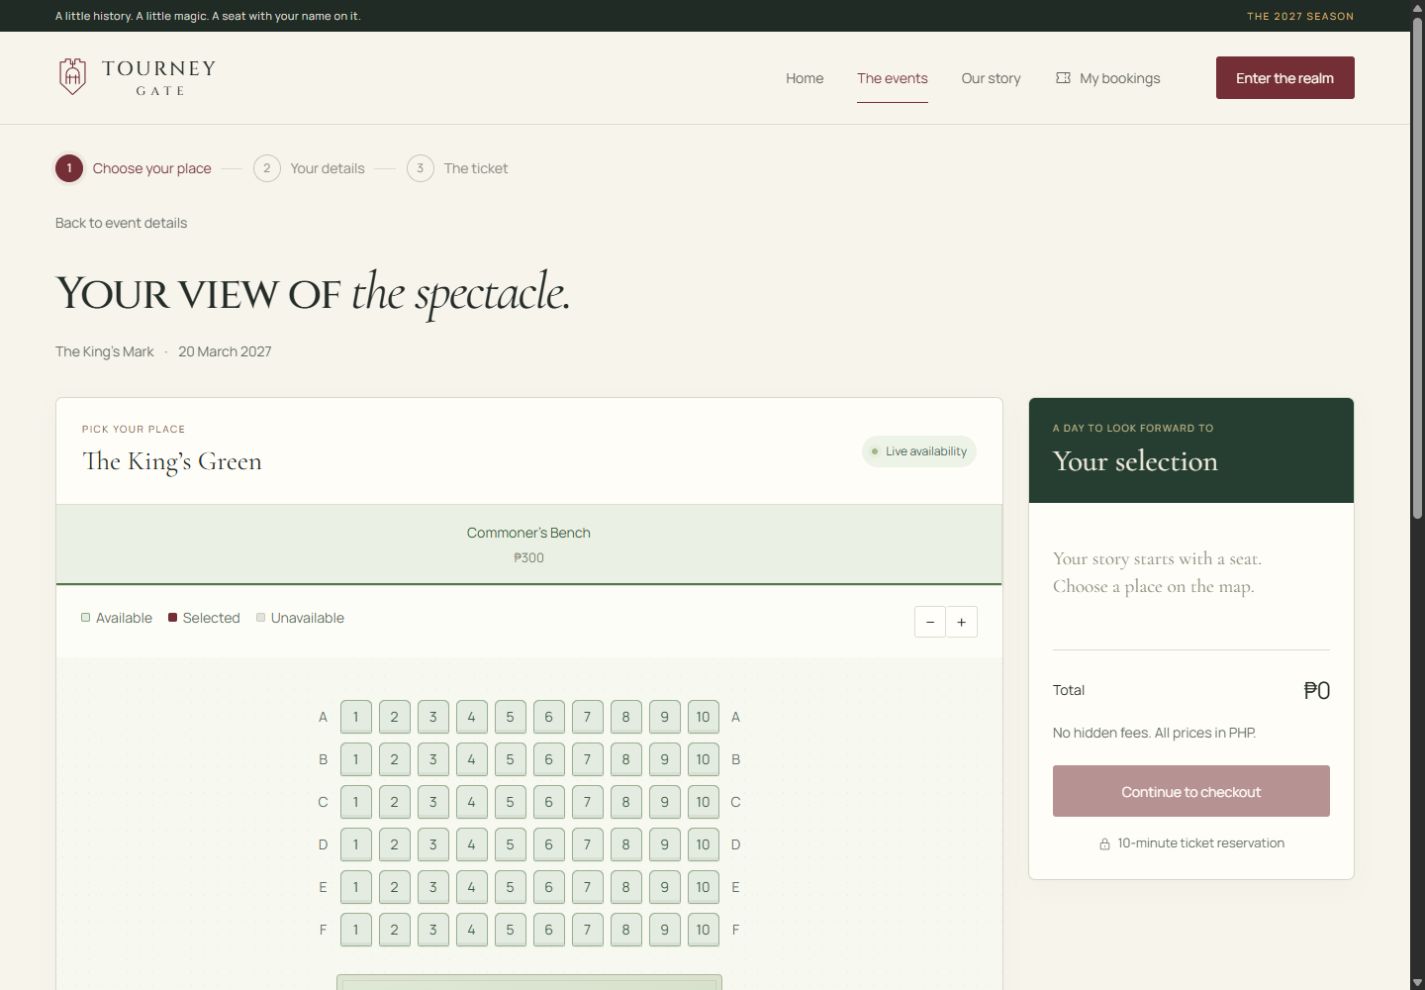 A little history. A little magic. A seat with your name on it.
THE 2027 SEASON
TOURNEY
GATE
Home
The events
Our story
My bookings
Enter the realm
1 Choose your place
2 Your details
3 The ticket
Back to event details
YOUR VIEW OF the spectacle.
The King's Mark · 20 March 2027
PICK YOUR PLACE
The King's Green
Live availability
Commoner's Bench
₱300
Available
Selected
Unavailable
− +
A 1 2 3 4 5 6 7 8 9 10 A
B 1 2 3 4 5 6 7 8 9 10 B
C 1 2 3 4 5 6 7 8 9 10 C
D 1 2 3 4 5 6 7 8 9 10 D
E 1 2 3 4 5 6 7 8 9 10 E
F 1 2 3 4 5 6 7 8 9 10 F
A DAY TO LOOK FORWARD TO
Your selection
Your story starts with a seat.
Choose a place on the map.
Total ₱0
No hidden fees. All prices in PHP.
Continue to checkout
10-minute ticket reservation